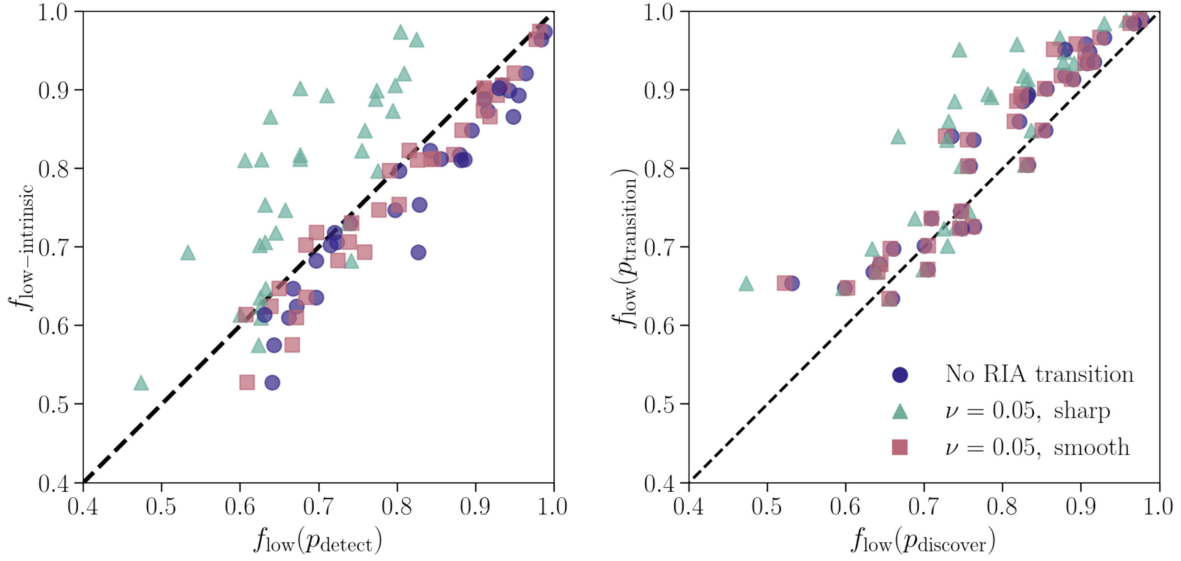 1.0
0.9
0.8
0.7
0.6
0.5
0.4
f_low−intrinsic
0.4 0.5 0.6 0.7 0.8 0.9 1.0
f_low(p_detect)
1.0
0.9
0.8
0.7
0.6
0.5
0.4
f_low(p_transition)
No RIA transition
ν = 0.05, sharp
ν = 0.05, smooth
0.4 0.5 0.6 0.7 0.8 0.9 1.0
f_low(p_discover)